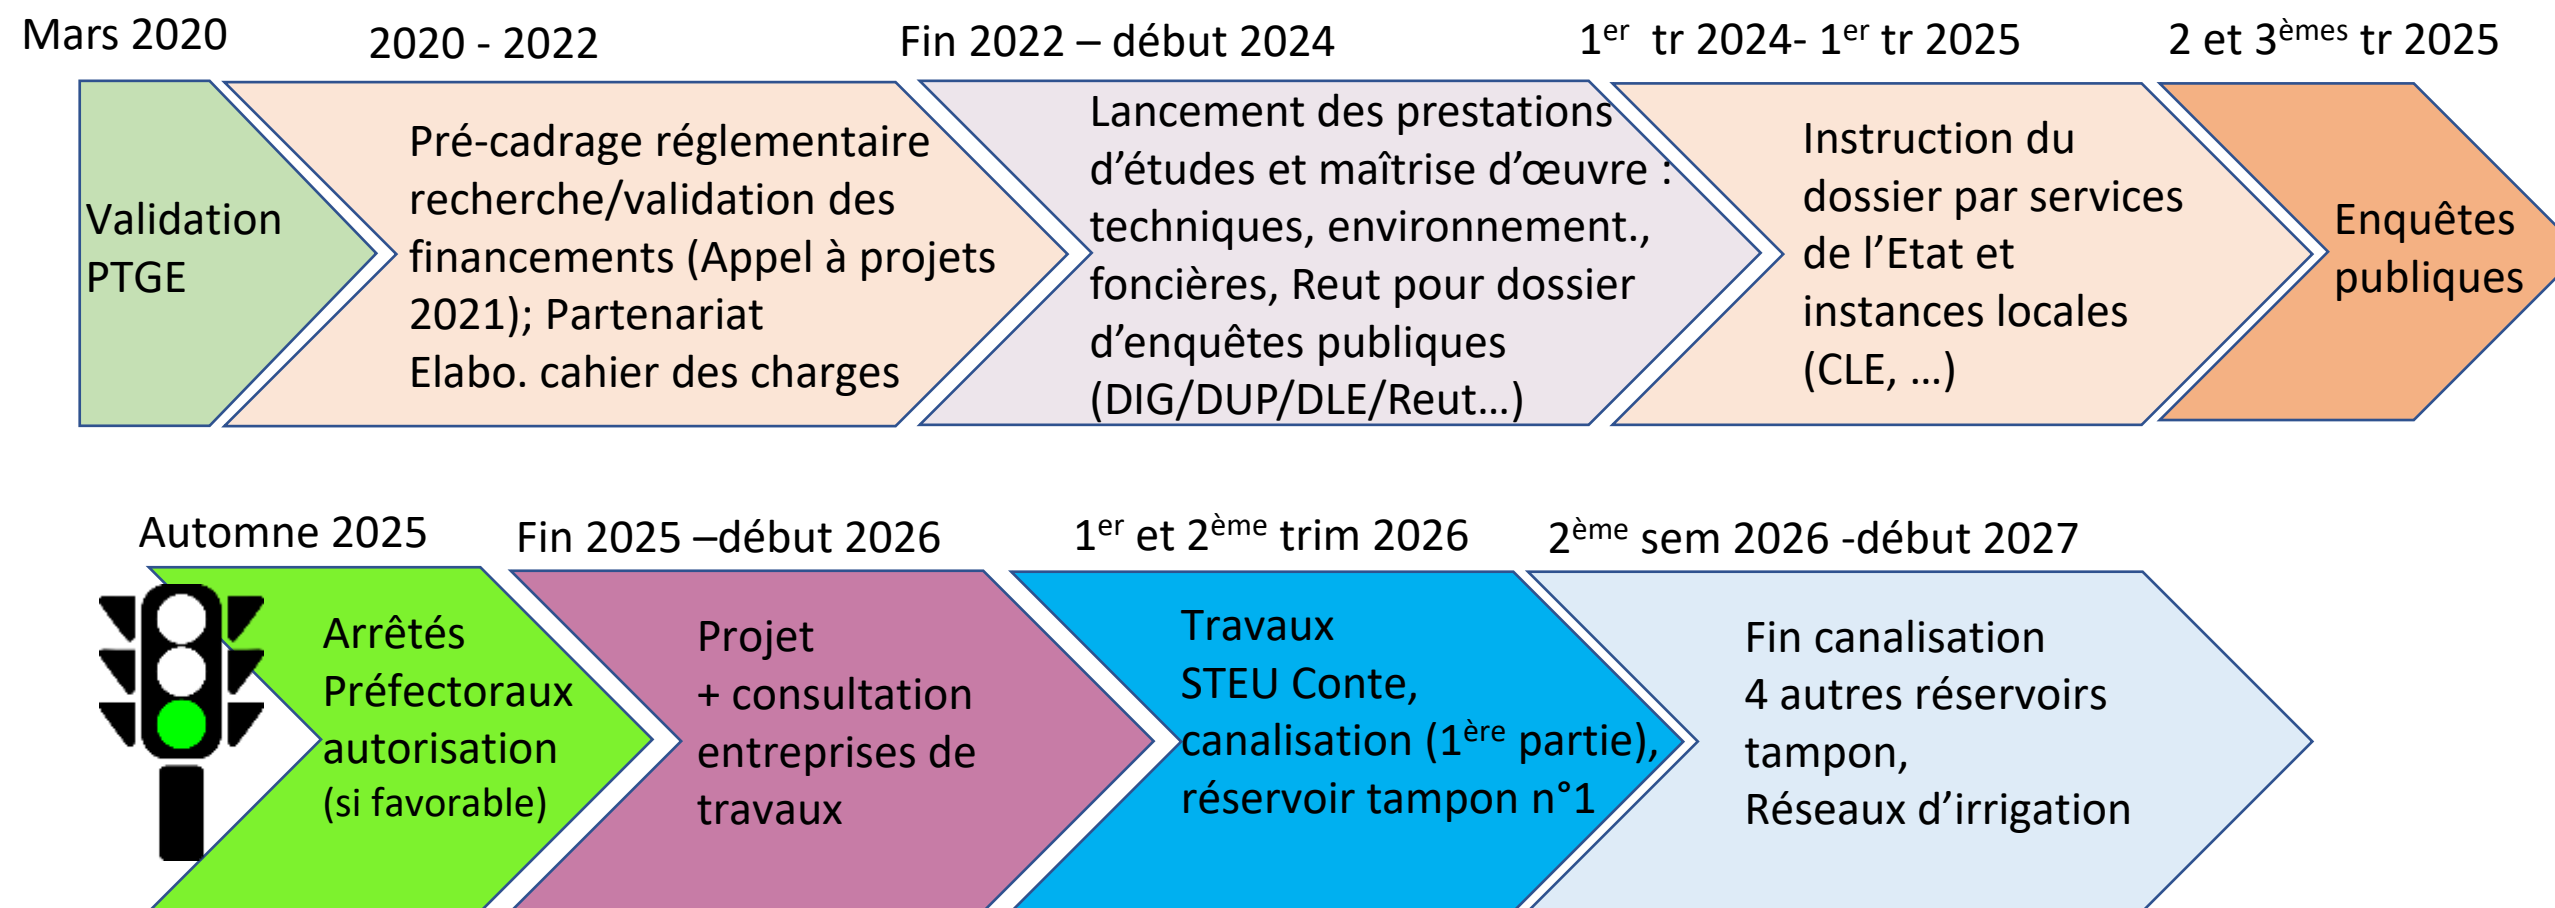 Mars 2020
Validation
PTGE
2020 - 2022
Pré-cadrage réglementaire
recherche/validation des
financements (Appel à projets
2021); Partenariat
Elabo. cahier des charges
Fin 2022 – début 2024
Lancement des prestations
d’études et maîtrise d’œuvre :
techniques, environnement.,
foncières, Reut pour dossier
d’enquêtes publiques
(DIG/DUP/DLE/Reut…)
1er tr 2024- 1er tr 2025
Instruction du
dossier par services
de l’Etat et
instances locales
(CLE, …)
2 et 3èmes tr 2025
Enquêtes
publiques
Automne 2025
Arrêtés
Préfectoraux
autorisation
(si favorable)
Fin 2025 –début 2026
Projet
+ consultation
entreprises de
travaux
1er et 2ème trim 2026
Travaux
STEU Conte,
canalisation (1ère partie),
réservoir tampon n°1
2ème sem 2026 -début 2027
Fin canalisation
4 autres réservoirs
tampon,
Réseaux d’irrigation